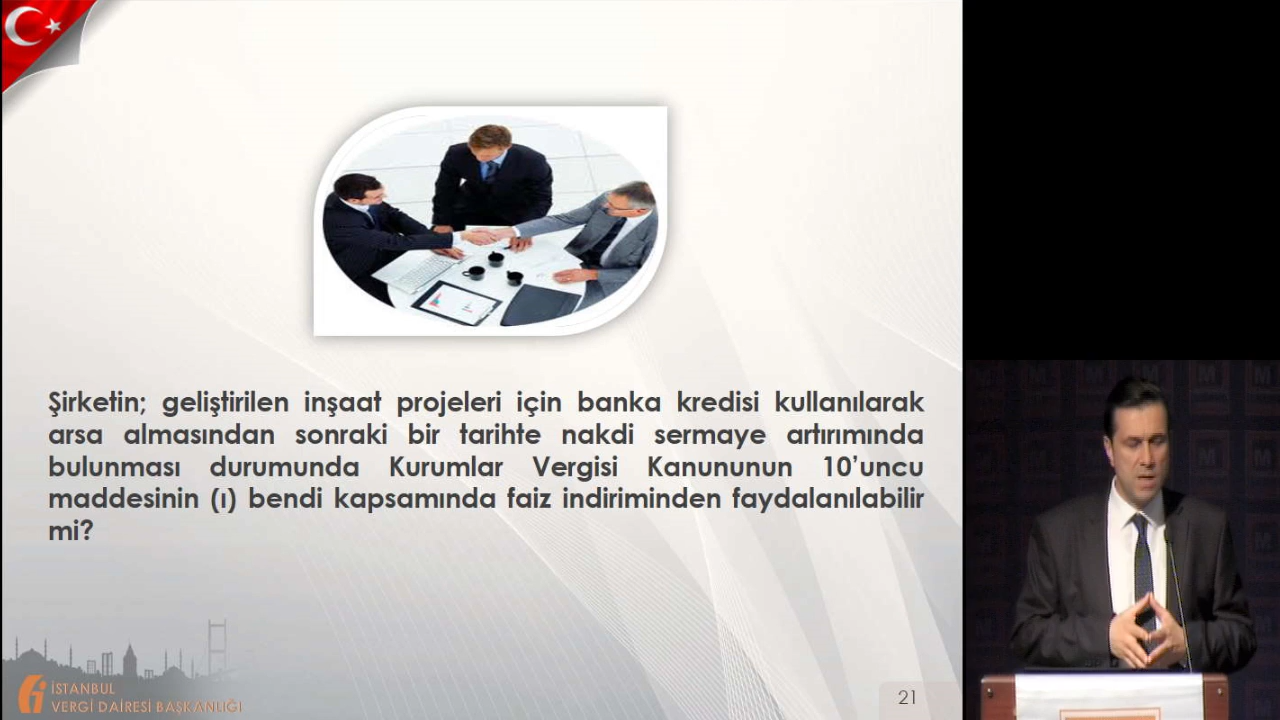 Şirketin; geliştirilen inşaat projeleri için banka kredisi kullanılarak
arsa almasından sonraki bir tarihte nakdi sermaye artırımında
bulunması durumunda Kurumlar Vergisi Kanununun 10’uncu
maddesinin (ı) bendi kapsamında faiz indiriminden faydalanılabilir
mi?
İSTANBUL
VERGİ DAİRESİ BAŞKANLIĞI
21